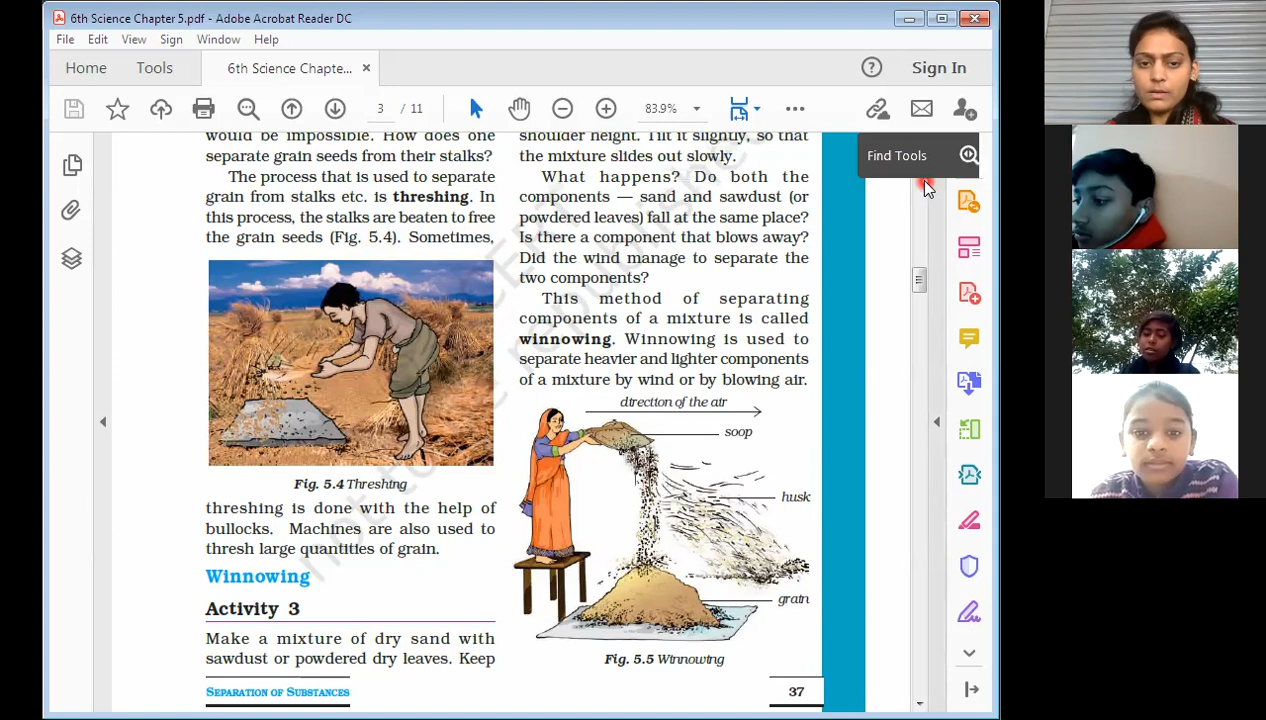 6th Science Chapter 5.pdf - Adobe Acrobat Reader DC
File Edit View Sign Window Help
Home Tools 6th Science Chapte... × Sign In
3 / 11 83.9%
Find Tools
would be impossible. How does one
separate grain seeds from their stalks?
The process that is used to separate
grain from stalks etc. is threshing. In
this process, the stalks are beaten to free
the grain seeds (Fig. 5.4). Sometimes,
Fig. 5.4 Threshing
threshing is done with the help of
bullocks. Machines are also used to
thresh large quantities of grain.
Winnowing
Activity 3
Make a mixture of dry sand with
sawdust or powdered dry leaves. Keep
SEPARATION OF SUBSTANCES
shoulder height. Tilt it slightly, so that
the mixture slides out slowly.
What happens? Do both the
components — sand and sawdust (or
powdered leaves) fall at the same place?
Is there a component that blows away?
Did the wind manage to separate the
two components?
This method of separating
components of a mixture is called
winnowing. Winnowing is used to
separate heavier and lighter components
of a mixture by wind or by blowing air.
direction of the air
soop
husk
grain
Fig. 5.5 Winnowing
37
not to be republished